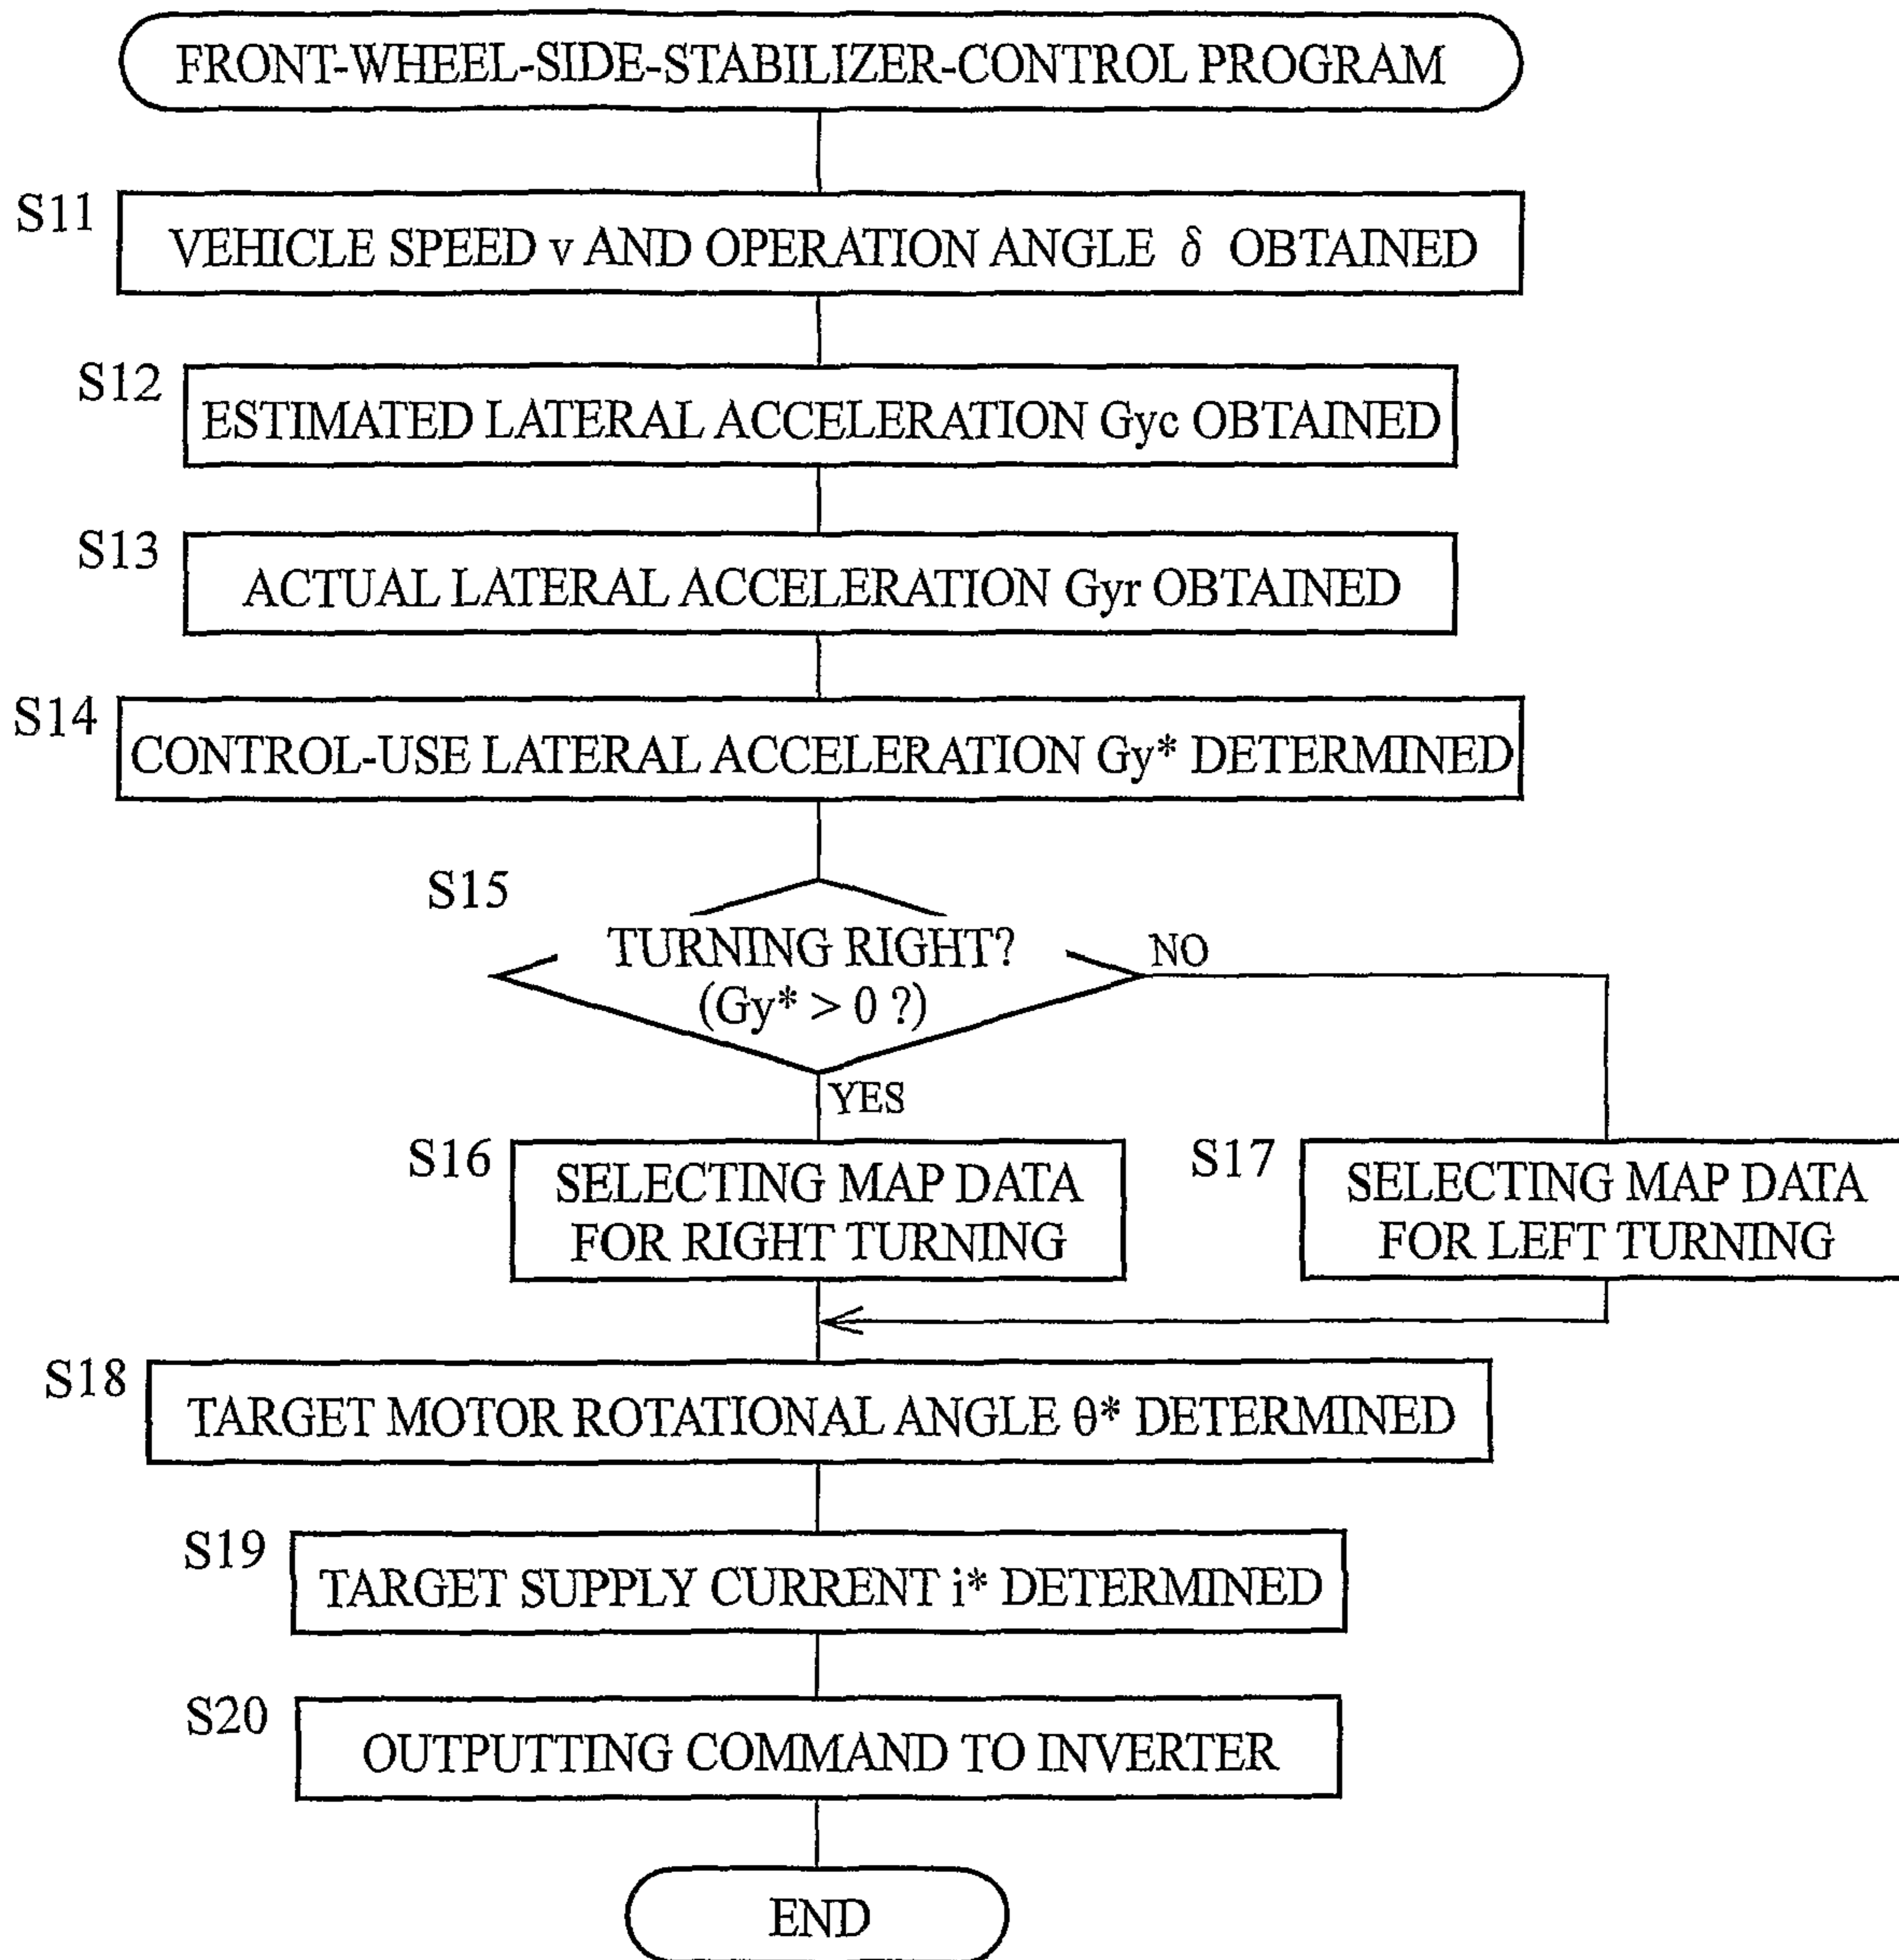 FRONT-WHEEL-SIDE-STABILIZER-CONTROL PROGRAM
S11
VEHICLE SPEED v AND OPERATION ANGLE δ OBTAINED
S12
ESTIMATED LATERAL ACCELERATION Gyc OBTAINED
S13
ACTUAL LATERAL ACCELERATION Gyr OBTAINED
S14
CONTROL-USE LATERAL ACCELERATION Gy* DETERMINED
S15
TURNING RIGHT?
(Gy* > 0 ?)
NO
YES
S16
SELECTING MAP DATA
FOR RIGHT TURNING
S17
SELECTING MAP DATA
FOR LEFT TURNING
S18
TARGET MOTOR ROTATIONAL ANGLE θ* DETERMINED
S19
TARGET SUPPLY CURRENT i* DETERMINED
S20
OUTPUTTING COMMAND TO INVERTER
END